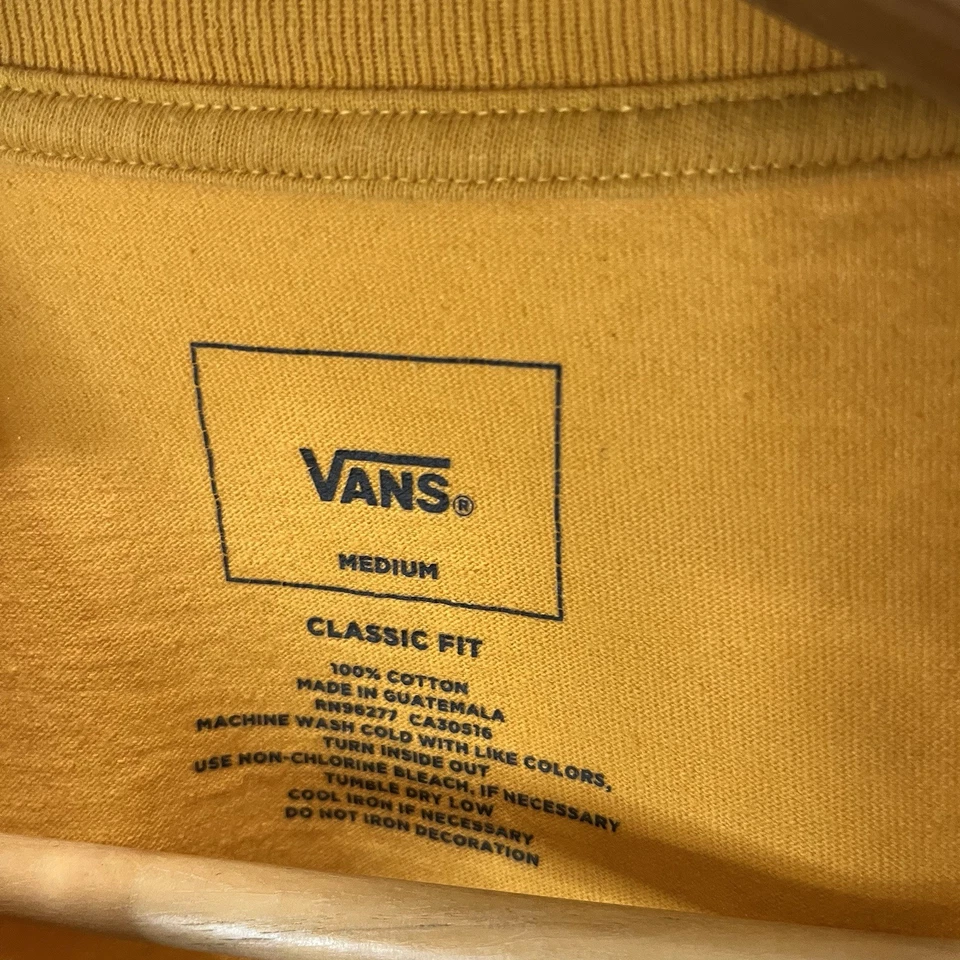 VANS®
MEDIUM
CLASSIC FIT
100% COTTON
MADE IN GUATEMALA
RN96277 CA30516
MACHINE WASH COLD WITH LIKE COLORS,
TURN INSIDE OUT
USE NON-CHLORINE BLEACH, IF NECESSARY
TUMBLE DRY LOW
COOL IRON IF NECESSARY
DO NOT IRON DECORATION